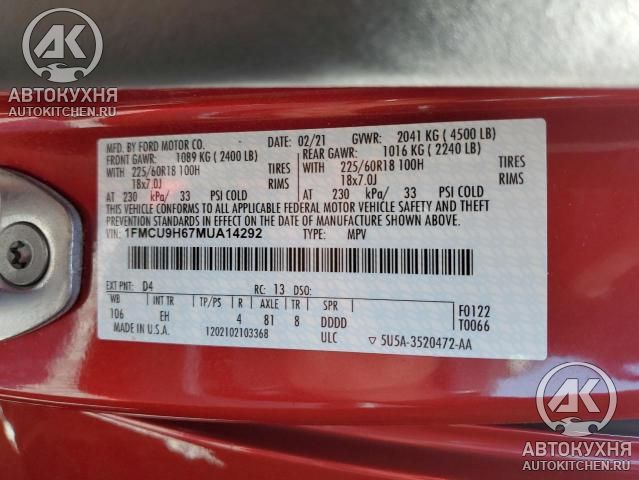 АК
АВТОКУХНЯ
AUTOKITCHEN.RU
MFD. BY FORD MOTOR CO. 02/21 GVWR: 2041 KG ( 4500 LB)
FRONT GAWR: 1089 KG ( 2400 LB) REAR GAWR: 1016 KG ( 2240 LB)
WITH 225/60R18 100H TIRES WITH 225/60R18 100H TIRES
18x7.0J RIMS 18x7.0J RIMS
AT 230 kPa/ 33 PSI COLD AT 230 kPa/ 33 PSI COLD
THIS VEHICLE CONFORMS TO ALL APPLICABLE FEDERAL MOTOR VEHICLE SAFETY AND THEFT
PREVENTION STANDARDS IN EFFECT ON THE DATE OF MANUFACTURE SHOWN ABOVE.
1FMCU9H67MUA14292 TYPE: MPV
EXT PNT: D4 RC: 13 DSO:
WB INT TR TP/PS R AXLE TR SPR
106 EH 4 81 8 DDDD
F0122
T0066
MADE IN U.S.A. 1202102103368 ULC ▽ 5U5A-3520472-AA
АК
АВТОКУХНЯ
AUTOKITCHEN.RU